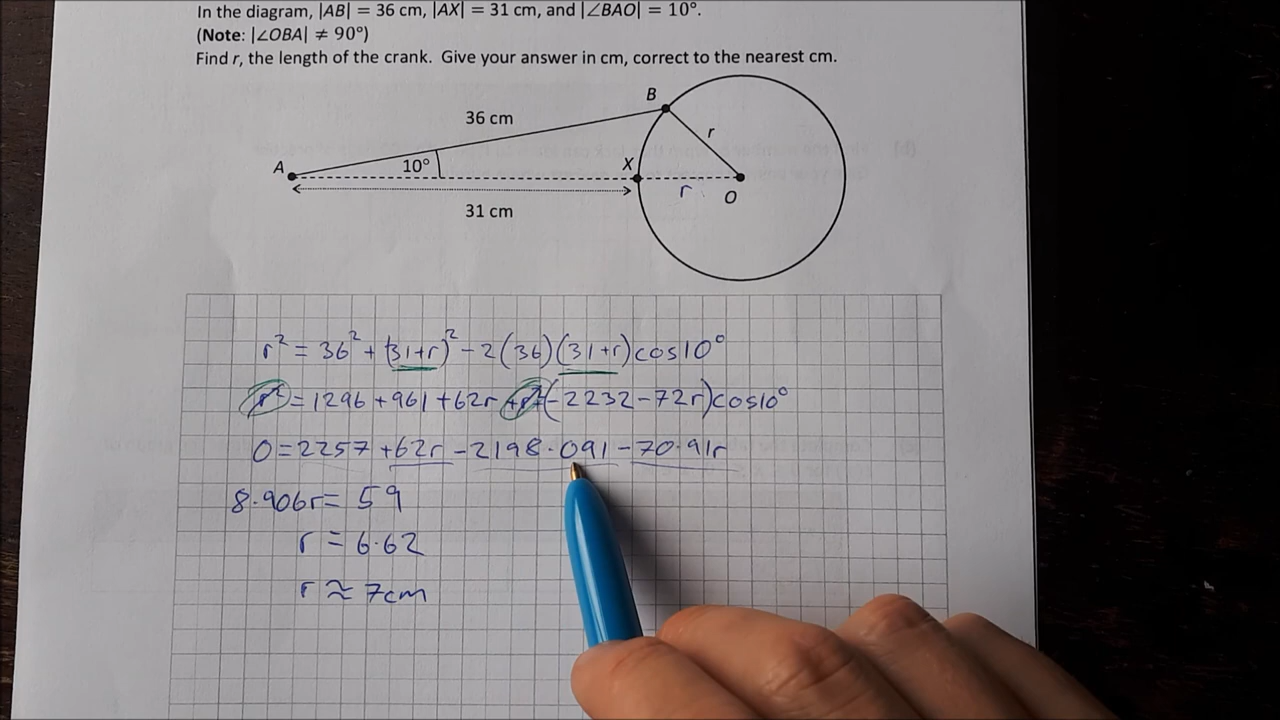 In the diagram, |AB| = 36 cm, |AX| = 31 cm, and |∠BAO| = 10°.
(Note: |∠OBA| ≠ 90°)
Find r, the length of the crank. Give your answer in cm, correct to the nearest cm.
B
36 cm
r
A
10°
X
r
O
31 cm
r² = 36² + (31+r)² - 2(36)(31+r)cos10°
r² = 1296 + 961 + 62r + r² (-2232 - 72r)cos10°
0 = 2257 + 62r - 2198.091 - 70.91r
8.906r = 59
r = 6.62
r ≈ 7cm